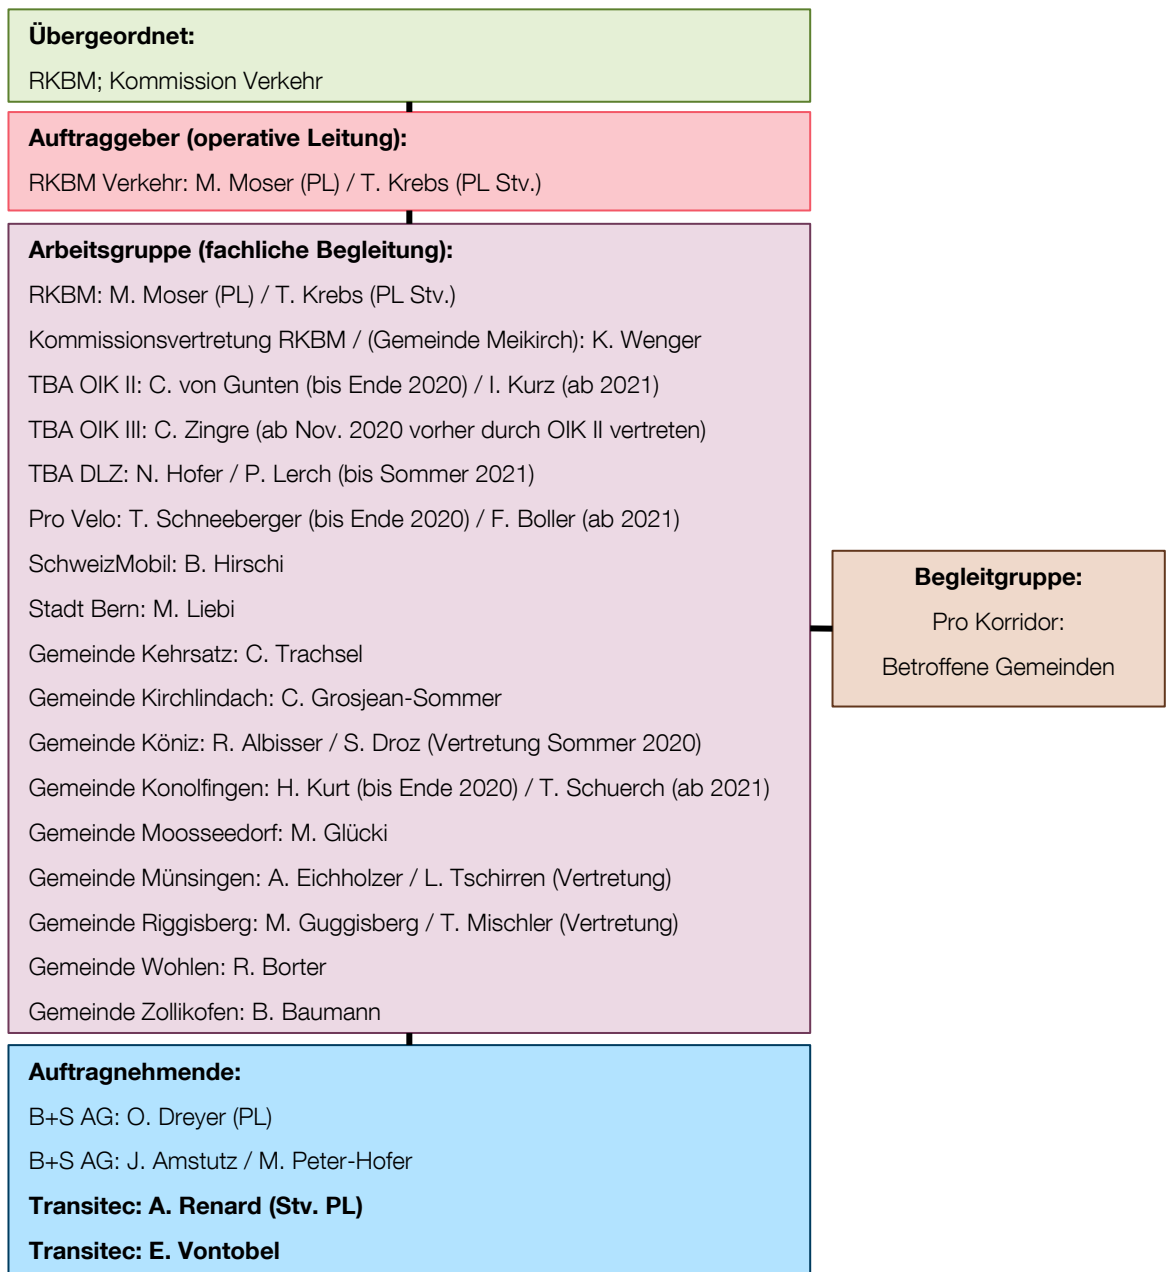 Übergeordnet:
RKBM; Kommission Verkehr
Auftraggeber (operative Leitung):
RKBM Verkehr: M. Moser (PL) / T. Krebs (PL Stv.)
Arbeitsgruppe (fachliche Begleitung):
RKBM: M. Moser (PL) / T. Krebs (PL Stv.)
Kommissionsvertretung RKBM / (Gemeinde Meikirch): K. Wenger
TBA OIK II: C. von Gunten (bis Ende 2020) / I. Kurz (ab 2021)
TBA OIK III: C. Zingre (ab Nov. 2020 vorher durch OIK II vertreten)
TBA DLZ: N. Hofer / P. Lerch (bis Sommer 2021)
Pro Velo: T. Schneeberger (bis Ende 2020) / F. Boller (ab 2021)
SchweizMobil: B. Hirschi
Stadt Bern: M. Liebi
Gemeinde Kehrsatz: C. Trachsel
Gemeinde Kirchlindach: C. Grosjean-Sommer
Gemeinde Köniz: R. Albisser / S. Droz (Vertretung Sommer 2020)
Gemeinde Konolfingen: H. Kurt (bis Ende 2020) / T. Schuerch (ab 2021)
Gemeinde Moosseedorf: M. Glücki
Gemeinde Münsingen: A. Eichholzer / L. Tschirren (Vertretung)
Gemeinde Riggisberg: M. Guggisberg / T. Mischler (Vertretung)
Gemeinde Wohlen: R. Borter
Gemeinde Zollikofen: B. Baumann
Begleitgruppe:
Pro Korridor:
Betroffene Gemeinden
Auftragnehmende:
B+S AG: O. Dreyer (PL)
B+S AG: J. Amstutz / M. Peter-Hofer
Transitec: A. Renard (Stv. PL)
Transitec: E. Vontobel